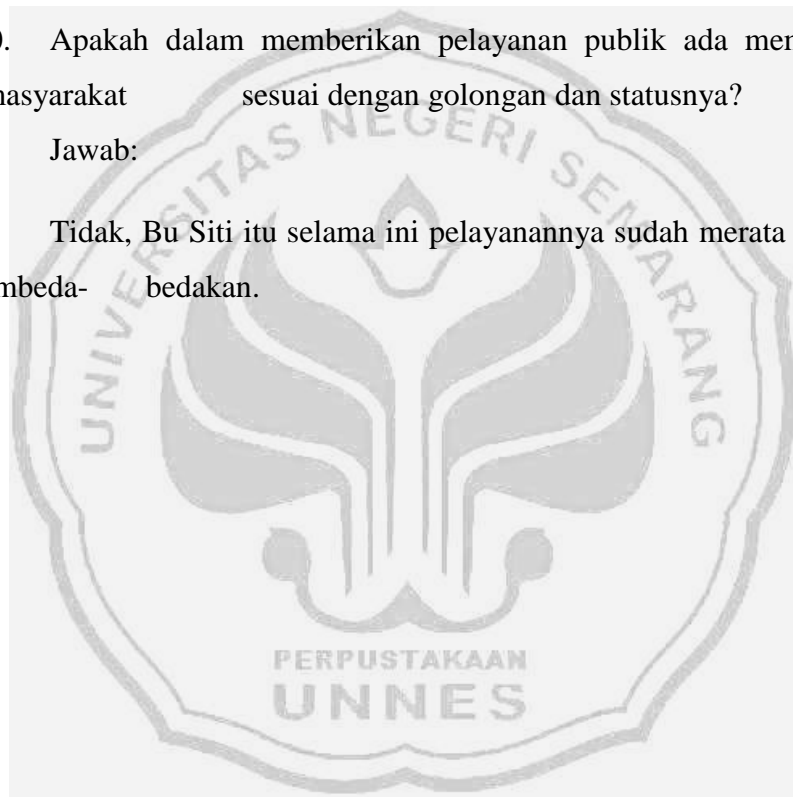 ). Apakah dalam memberikan pelayanan publik ada mem
masyarakat sesuai dengan golongan dan statusnya?
Jawab:
Tidak, Bu Siti itu selama ini pelayanannya sudah merata
mbeda- bedakan.
UNIVERSITAS NEGERI SEMARANG
PERPUSTAKAAN
UNNES